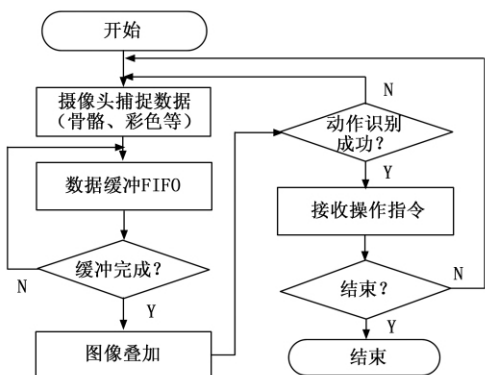 开始
摄像头捕捉数据
(骨骼、彩色等)
数据缓冲FIFO
缓冲完成?
N
Y
图像叠加
N
动作识别
成功?
Y
接收操作指令
结束?
N
Y
结束